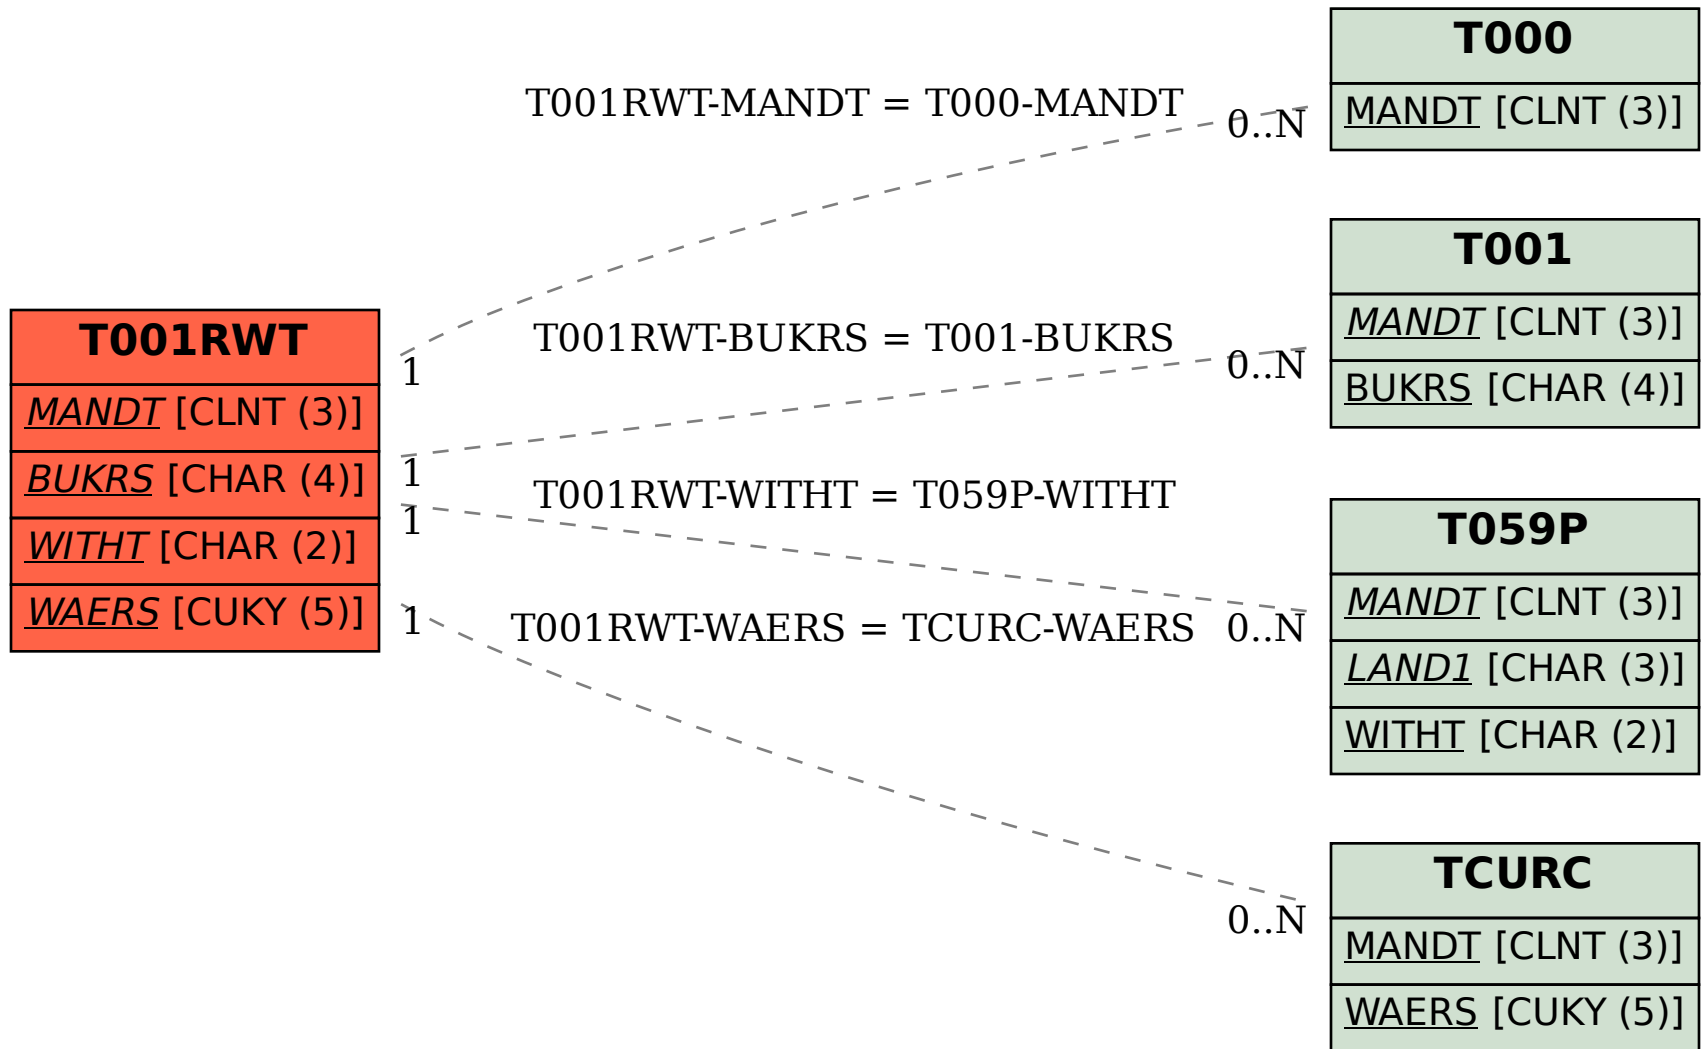 T001RWT
MANDT [CLNT (3)]
BUKRS [CHAR (4)]
WITHT [CHAR (2)]
WAERS [CUKY (5)]
T001RWT-MANDT = T000-MANDT
1
0..N
T001RWT-BUKRS = T001-BUKRS
1
0..N
T001RWT-WITHT = T059P-WITHT
1
0..N
T001RWT-WAERS = TCURC-WAERS
1
0..N
T000
MANDT [CLNT (3)]
T001
MANDT [CLNT (3)]
BUKRS [CHAR (4)]
T059P
MANDT [CLNT (3)]
LAND1 [CHAR (3)]
WITHT [CHAR (2)]
TCURC
MANDT [CLNT (3)]
WAERS [CUKY (5)]